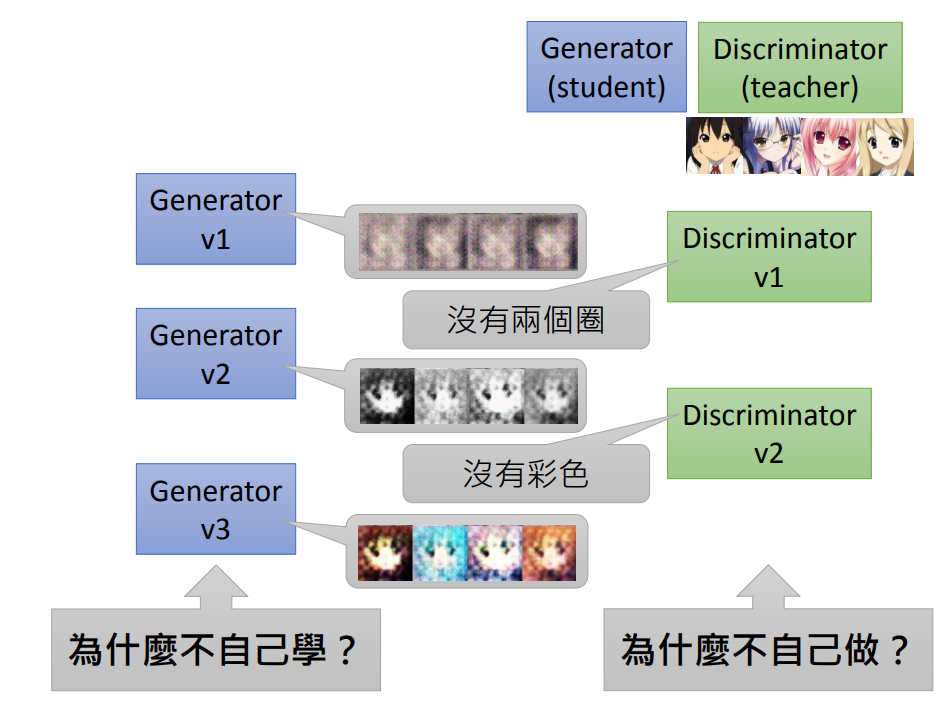 Generator
(student)
Discriminator
(teacher)
Generator
v1
Discriminator
v1
沒有兩個圈
Generator
v2
Discriminator
v2
沒有彩色
Generator
v3
為什麼不自己學？
為什麼不自己做？